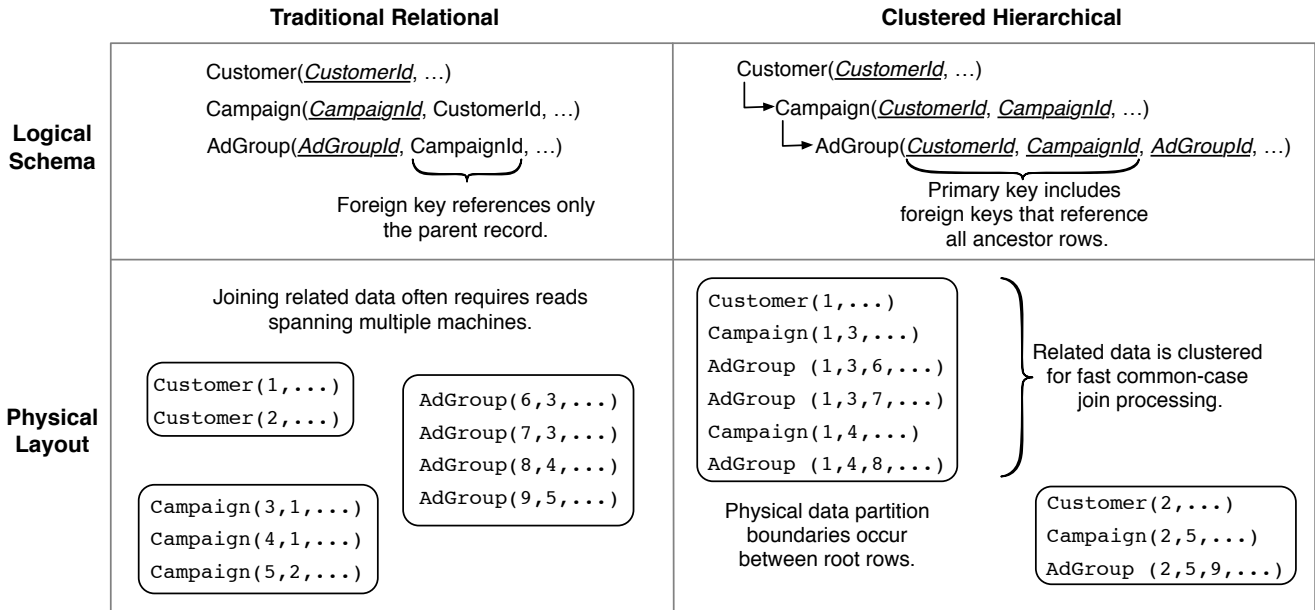 Traditional Relational
Clustered Hierarchical
Logical
Schema
Customer(CustomerId, …)
Campaign(CampaignId, CustomerId, …)
AdGroup(AdGroupId, CampaignId, …)
Foreign key references only
the parent record.
Customer(CustomerId, …)
Campaign(CustomerId, CampaignId, …)
AdGroup(CustomerId, CampaignId, AdGroupId, …)
Primary key includes
foreign keys that reference
all ancestor rows.
Physical
Layout
Joining related data often requires reads
spanning multiple machines.
Customer(1,...)
Customer(2,...)
AdGroup(6,3,...)
AdGroup(7,3,...)
AdGroup(8,4,...)
AdGroup(9,5,...)
Campaign(3,1,...)
Campaign(4,1,...)
Campaign(5,2,...)
Customer(1,...)
Campaign(1,3,...)
AdGroup (1,3,6,...)
AdGroup (1,3,7,...)
Campaign(1,4,...)
AdGroup (1,4,8,...)
Related data is clustered
for fast common-case
join processing.
Physical data partition
boundaries occur
between root rows.
Customer(2,...)
Campaign(2,5,...)
AdGroup (2,5,9,...)